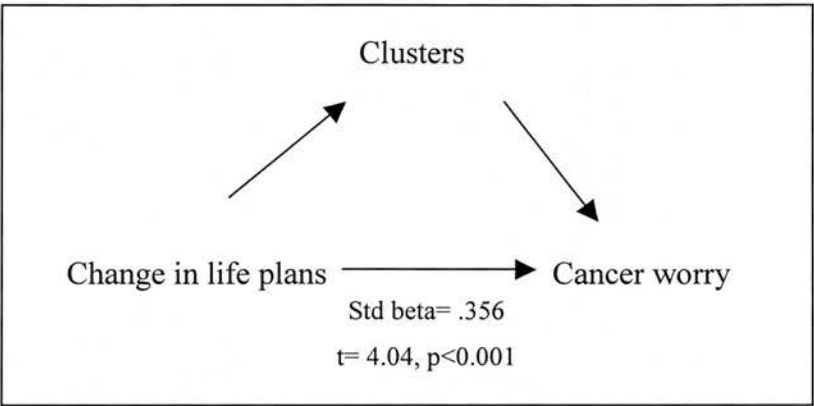 Clusters
Change in life plans
Cancer worry
Std beta= .356
t= 4.04, p<0.001